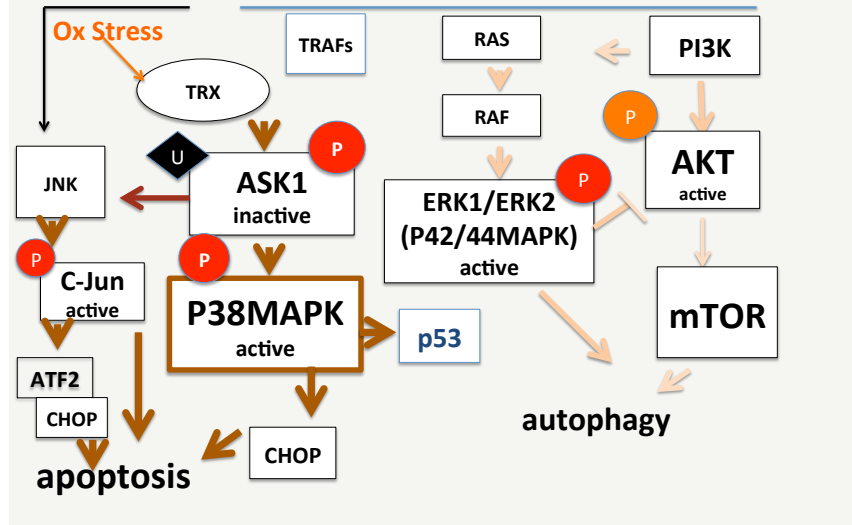 Ox Stress
TRAFs
RAS
PI3K
TRX
RAF
P
U
P
JNK
ASK1
inactive
P
AKT
active
ERK1/ERK2
(P42/44MAPK)
active
P
P
C-Jun
active
P38MAPK
active
p53
mTOR
ATF2
CHOP
autophagy
CHOP
apoptosis